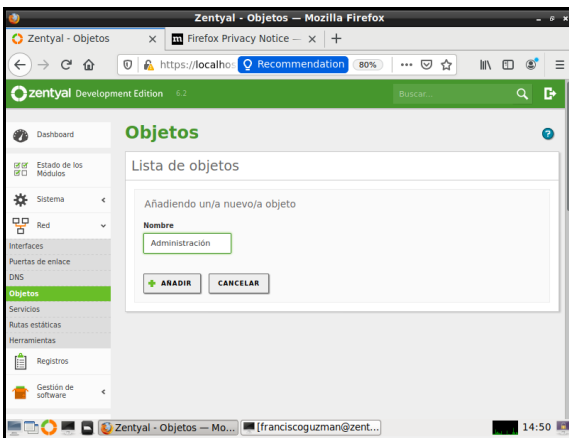 Zentyal - Objetos — Mozilla Firefox
Zentyal - Objetos
Firefox Privacy Notice —
https://localhos
Recommendation
80%
zentyal Development Edition 6.2
Buscar...
Dashboard
Estado de los
Módulos
Sistema
Red
Interfaces
Puertas de enlace
DNS
Objetos
Servicios
Rutas estáticas
Herramientas
Registros
Gestión de
software
Objetos
Lista de objetos
Añadiendo un/a nuevo/a objeto
Nombre
Administración
AÑADIR
CANCELAR
Zentyal - Objetos — Mo...
[franciscoguzman@zent...
14:50